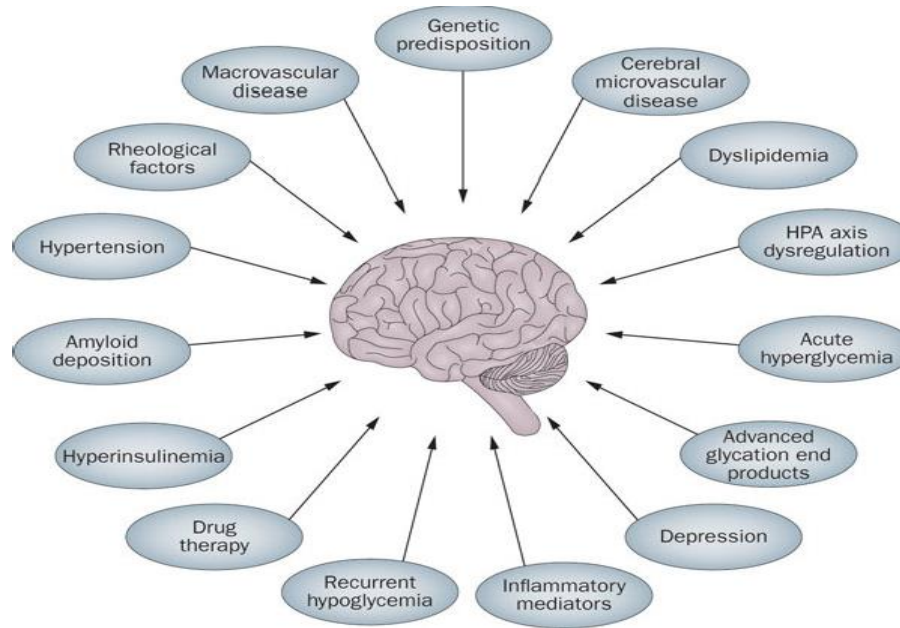 Genetic
predisposition
Cerebral
microvascular
disease
Dyslipidemia
HPA axis
dysregulation
Acute
hyperglycemia
Advanced
glycation end
products
Depression
Inflammatory
mediators
Recurrent
hypoglycemia
Drug
therapy
Hyperinsulinemia
Amyloid
deposition
Hypertension
Rheological
factors
Macrovascular
disease